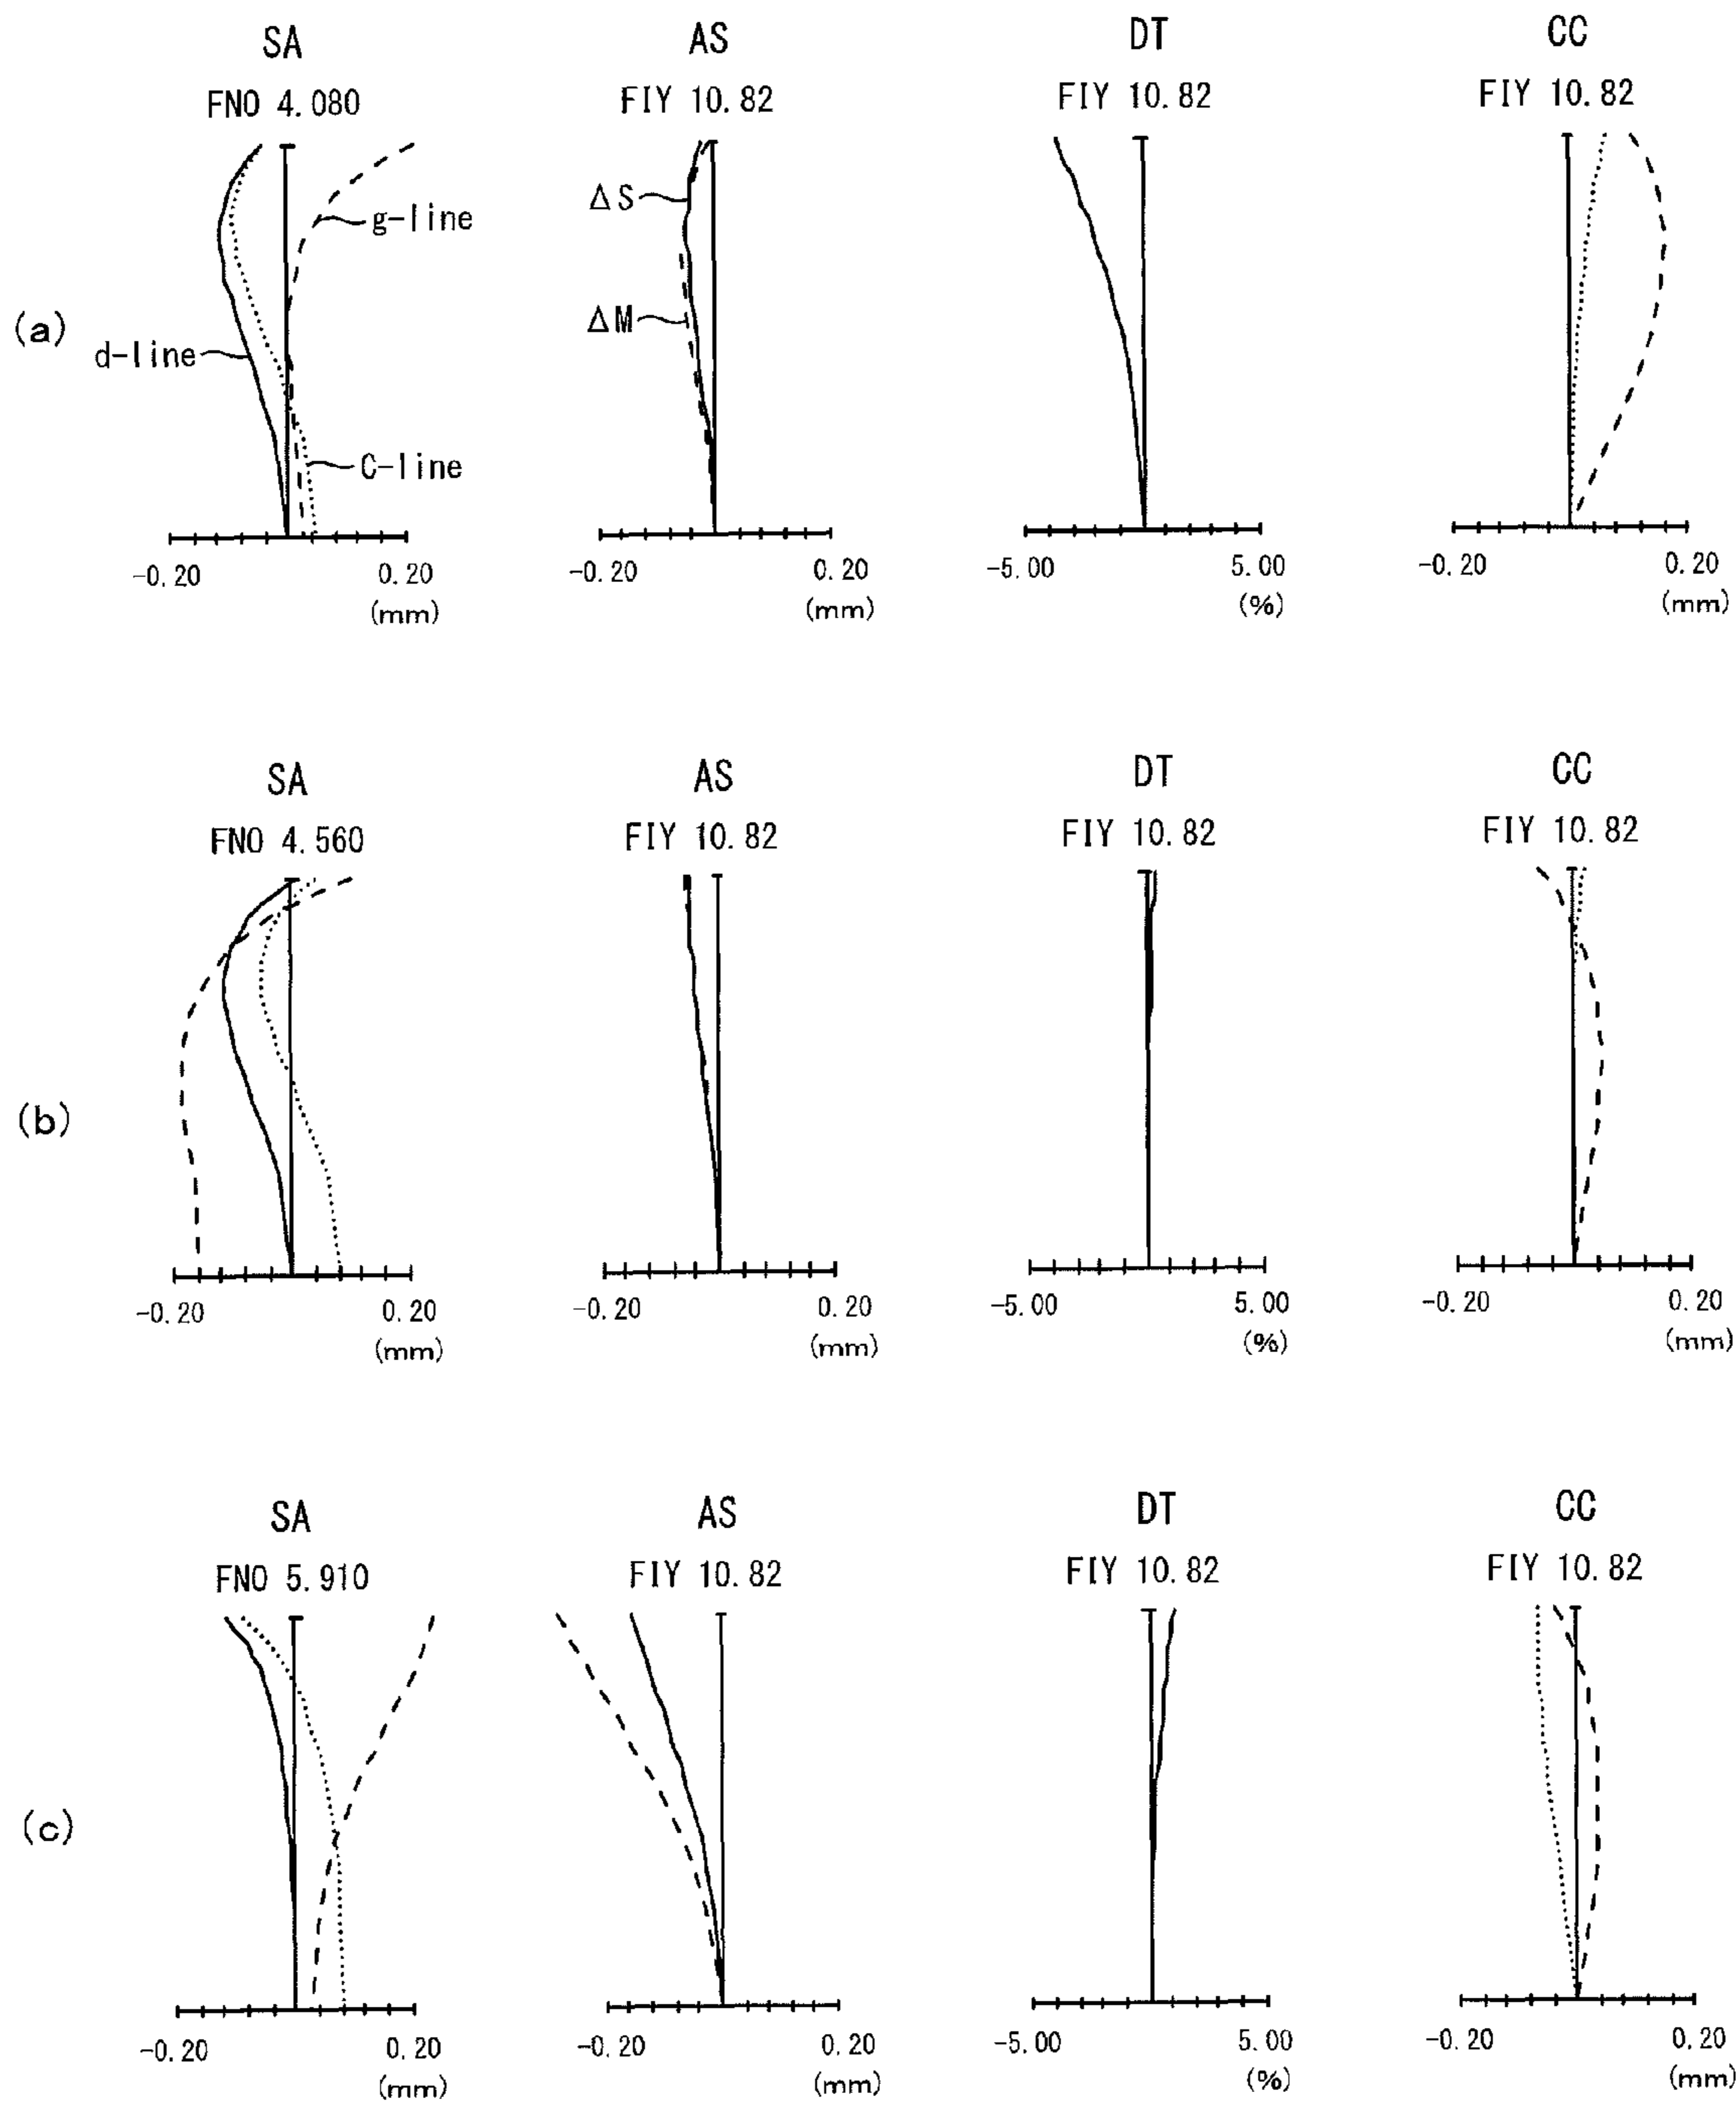 SA AS DT CC
FNO 4.080 FIY 10.82 FIY 10.82 FIY 10.82
ΔS
g-line
(a)
ΔM
d-line
C-line
-0.20 0.20 -0.20 0.20 -5.00 5.00 -0.20 0.20
(mm) (mm) (%) (mm)
SA AS DT CC
FNO 4.560 FIY 10.82 FIY 10.82 FIY 10.82
(b)
-0.20 0.20 -0.20 0.20 -5.00 5.00 -0.20 0.20
(mm) (mm) (%) (mm)
SA AS DT CC
FNO 5.910 FIY 10.82 FIY 10.82 FIY 10.82
(c)
-0.20 0.20 -0.20 0.20 -5.00 5.00 -0.20 0.20
(mm) (mm) (%) (mm)